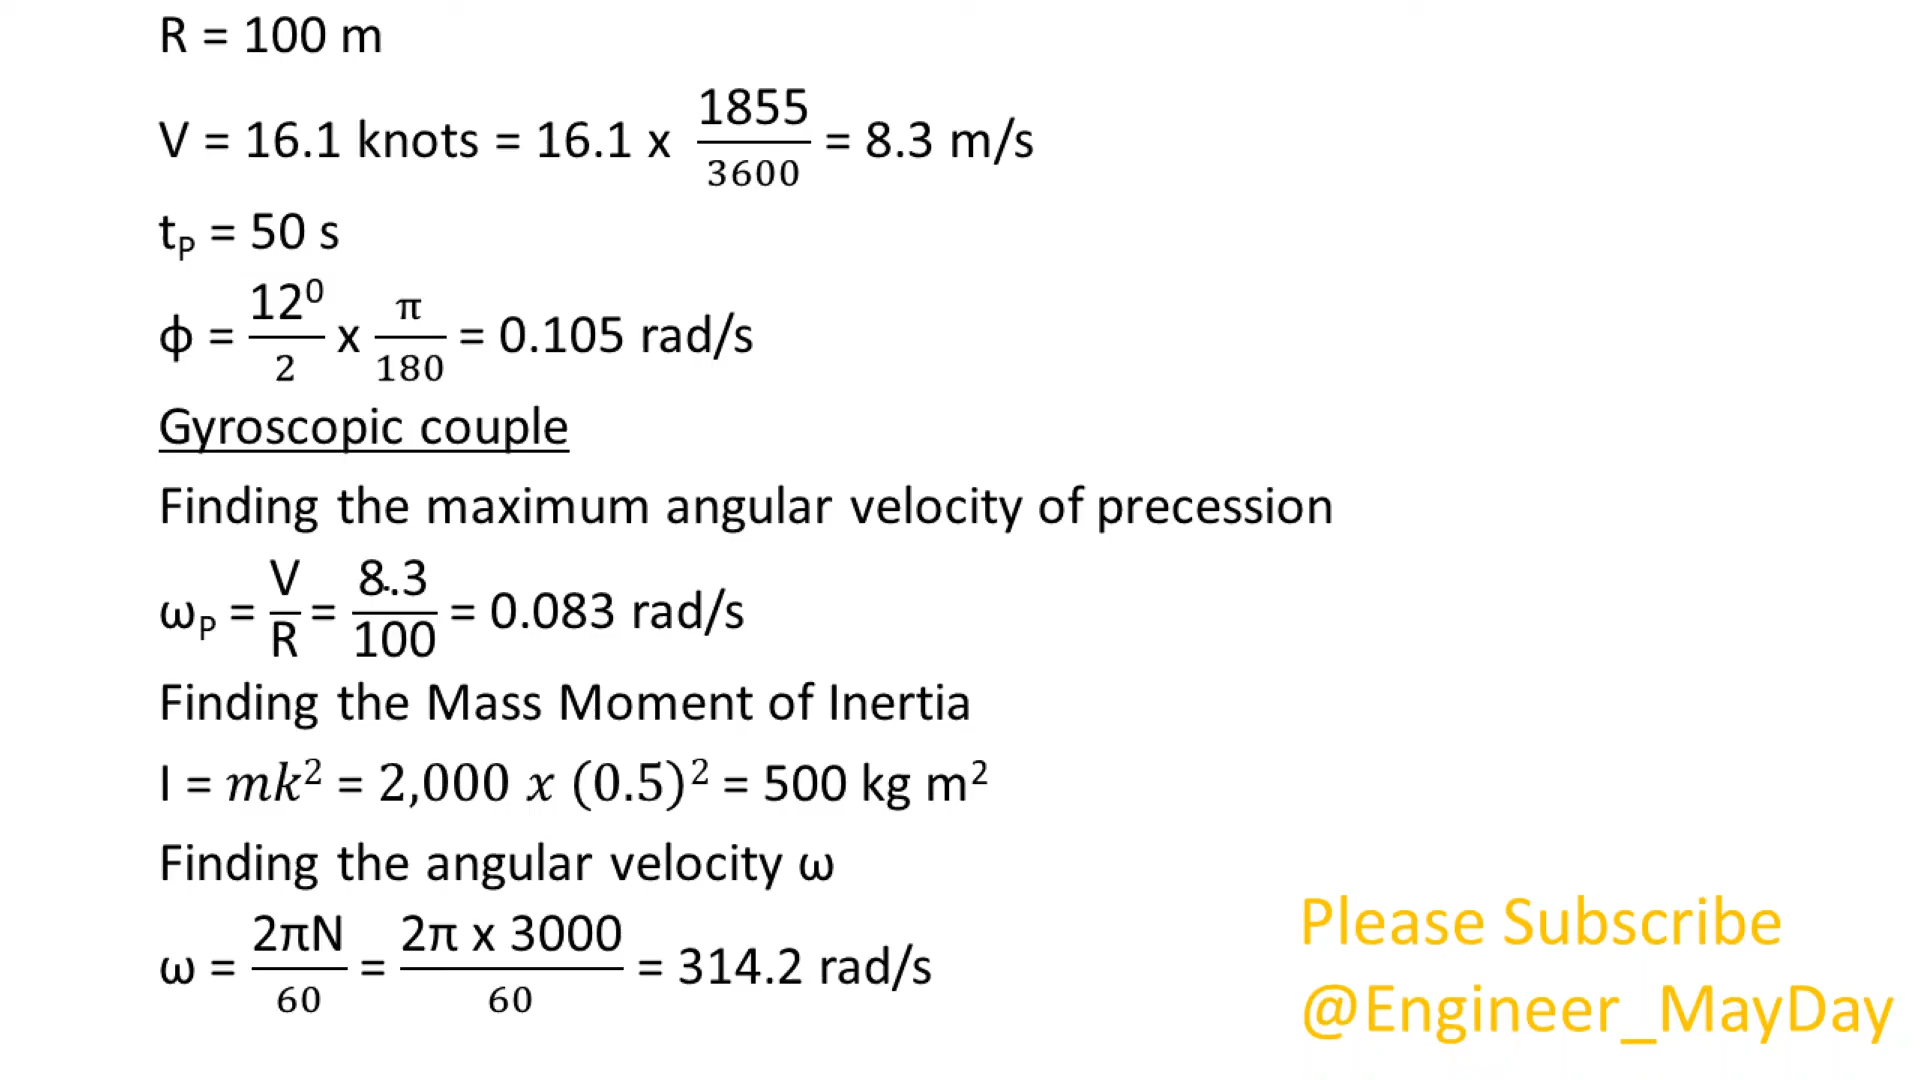 R = 100 m
V = 16.1 knots = 16.1 x 1855/3600 = 8.3 m/s
tₚ = 50 s
ϕ = 12⁰/2 x π/180 = 0.105 rad/s
Gyroscopic couple
Finding the maximum angular velocity of precession
ωₚ = V/R = 8.3/100 = 0.083 rad/s
Finding the Mass Moment of Inertia
I = mk² = 2,000 x (0.5)² = 500 kg m²
Finding the angular velocity ω
ω = 2πN/60 = 2π x 3000/60 = 314.2 rad/s
Please Subscribe
@Engineer_MayDay